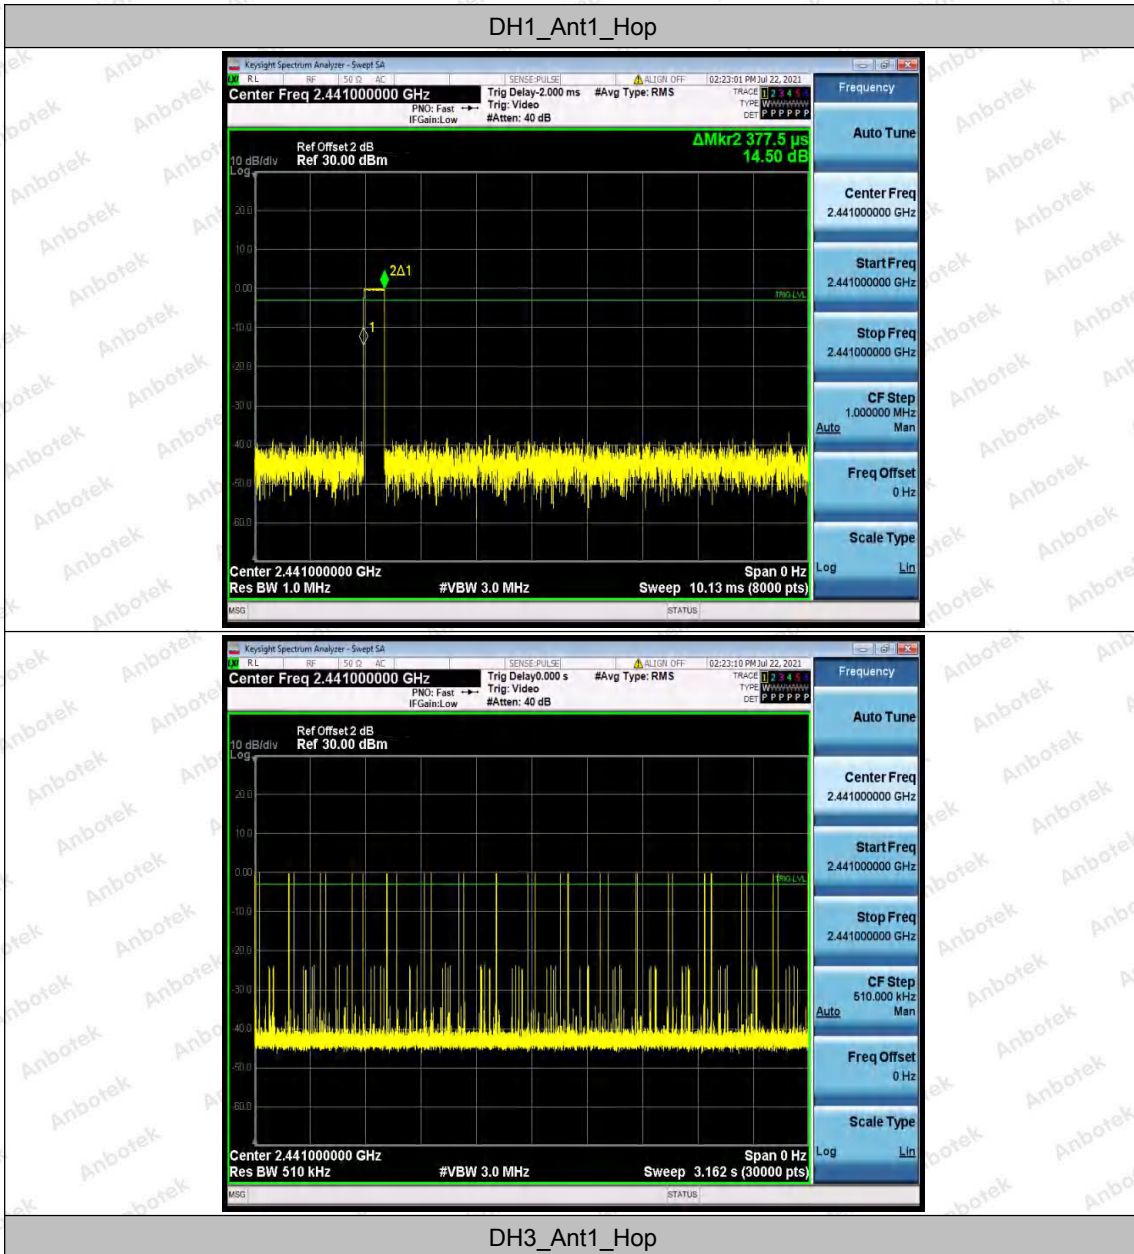 DH1_Ant1_Hop
Keysight Spectrum Analyzer - Swept SA
RL RF 50 Ω AC SENSE:PULSE ALIGN OFF 02:23:01 PM Jul 22, 2021
Center Freq 2.441000000 GHz
PNO: Fast
IFGain:Low
Trig Delay-2.000 ms
Trig: Video
#Atten: 40 dB
#Avg Type: RMS
TRACE 1 2 3 4 5 6
TYPE WWWWWW
DET P P P P P P
ΔMkr2 377.5 µs
14.50 dB
Ref Offset 2 dB
10 dB/div Ref 30.00 dBm
Log
20.0
10.0
0.00
-10.0
-20.0
-30.0
-40.0
-50.0
-60.0
2Δ1
1
TRIG LVL
Center 2.441000000 GHz Span 0 Hz
Res BW 1.0 MHz #VBW 3.0 MHz Sweep 10.13 ms (8000 pts)
MSG STATUS
Frequency
Auto Tune
Center Freq
2.441000000 GHz
Start Freq
2.441000000 GHz
Stop Freq
2.441000000 GHz
CF Step
1.000000 MHz
Auto Man
Freq Offset
0 Hz
Scale Type
Log Lin
Keysight Spectrum Analyzer - Swept SA
RL RF 50 Ω AC SENSE:PULSE ALIGN OFF 02:23:10 PM Jul 22, 2021
Center Freq 2.441000000 GHz
PNO: Fast
IFGain:Low
Trig Delay0.000 s
Trig: Video
#Atten: 40 dB
#Avg Type: RMS
TRACE 1 2 3 4 5 6
TYPE WWWWWW
DET P P P P P P
Ref Offset 2 dB
10 dB/div Ref 30.00 dBm
Log
20.0
10.0
0.00
-10.0
-20.0
-30.0
-40.0
-50.0
-60.0
TRIG LVL
Center 2.441000000 GHz Span 0 Hz
Res BW 510 kHz #VBW 3.0 MHz Sweep 3.162 s (30000 pts)
MSG STATUS
Frequency
Auto Tune
Center Freq
2.441000000 GHz
Start Freq
2.441000000 GHz
Stop Freq
2.441000000 GHz
CF Step
510.000 kHz
Auto Man
Freq Offset
0 Hz
Scale Type
Log Lin
DH3_Ant1_Hop
Anbotek